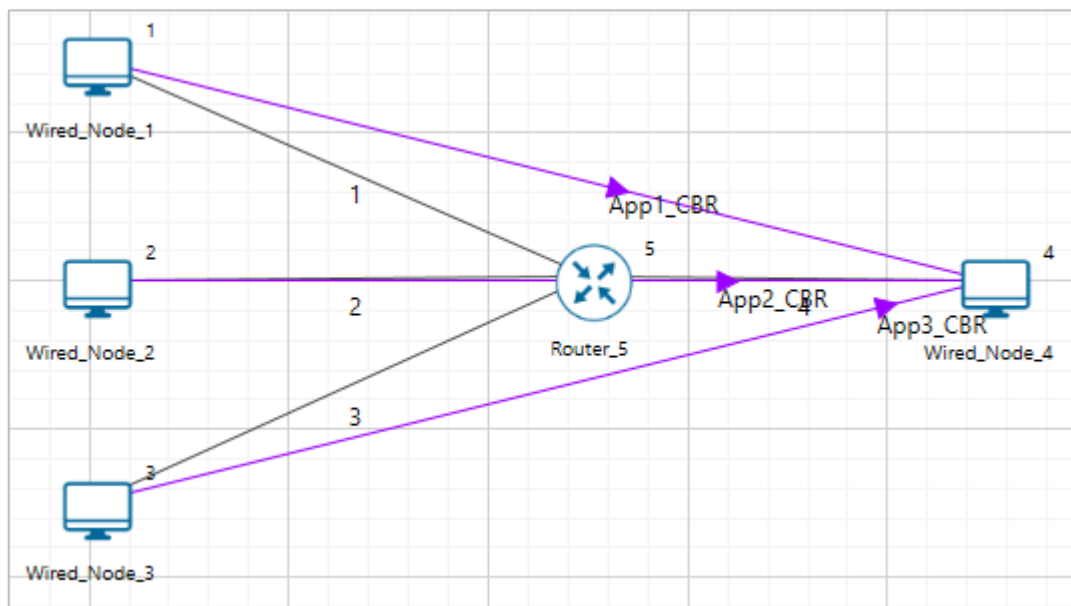 1
Wired_Node_1
1
App1_CBR
2
5
4
2
App2_CBR
4
App3_CBR
Wired_Node_2
Router_5
Wired_Node_4
3
3
Wired_Node_3